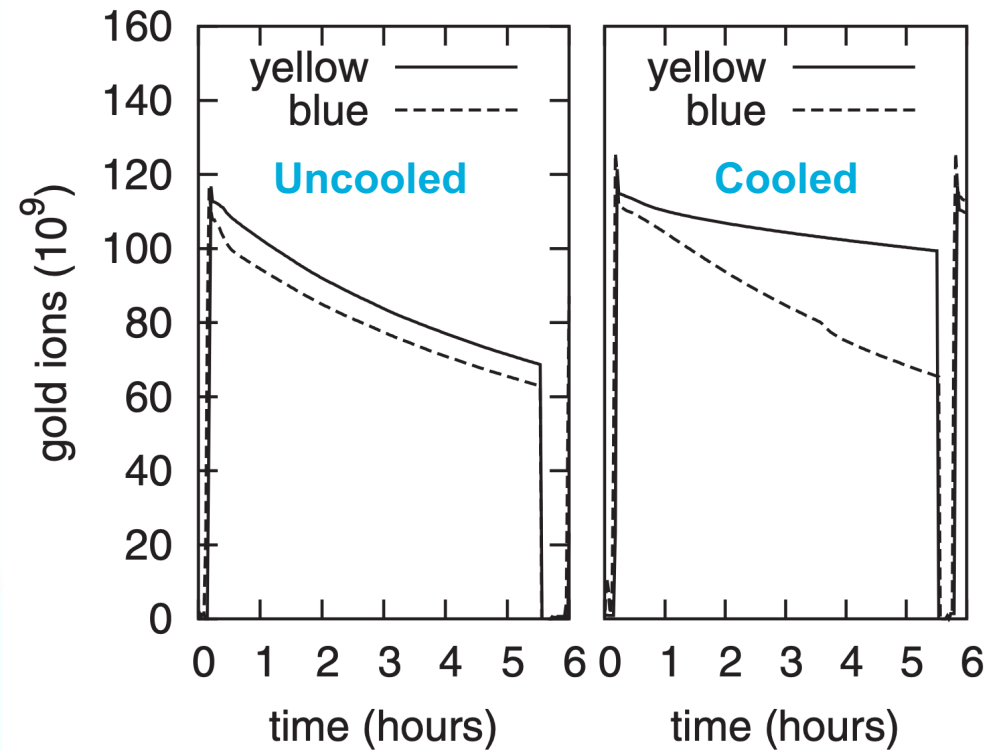 gold ions (10⁹)
160
140
120
100
80
60
40
20
0
yellow
blue
Uncooled
0 1 2 3 4 5 6
time (hours)
yellow
blue
Cooled
0 1 2 3 4 5 6
time (hours)